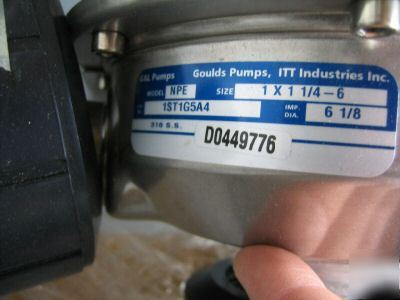 G&L Pumps Goulds Pumps, ITT Industries Inc.
MODEL NPE SIZE 1 X 1 1/4-6
1ST1G5A4 IMP. DIA. 6 1/8
316 S.S.
D0449776